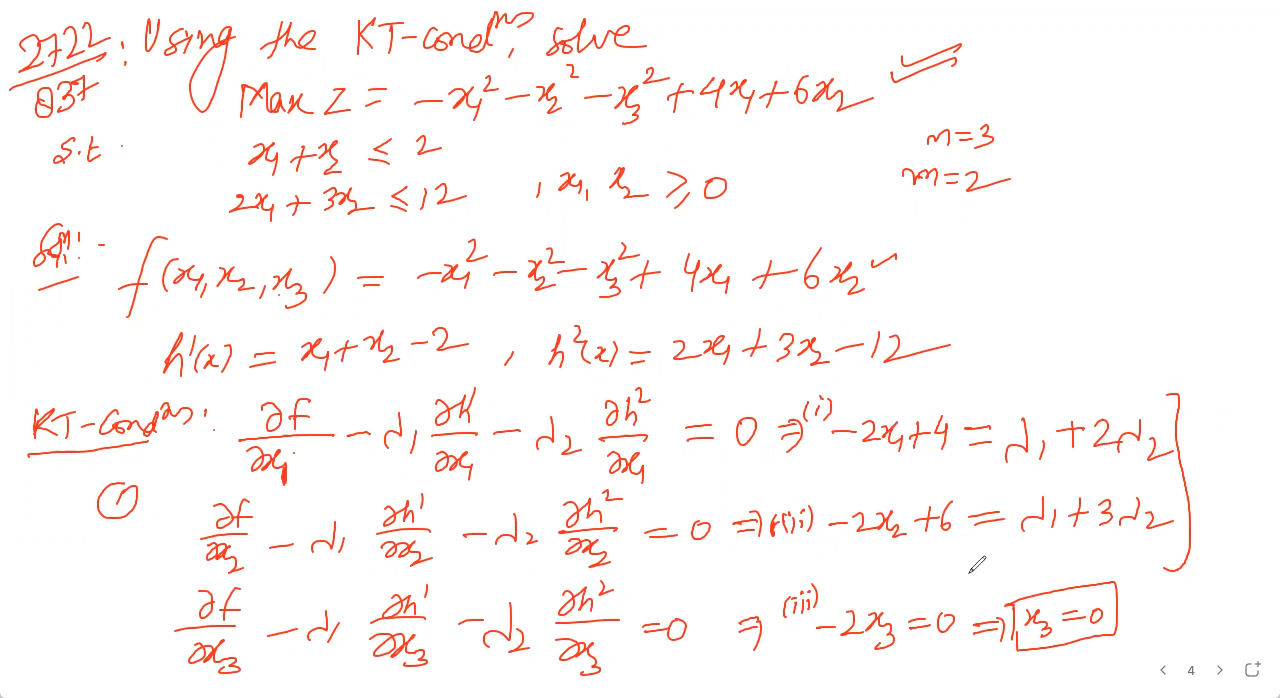 2722/Q37 : Using the KT-condⁿˢ, solve
Max Z = -x₁² - x₂² - x₃² + 4x₁ + 6x₂
s.t. x₁ + x₂ ≤ 2
n=3
2x₁ + 3x₂ ≤ 12 , x₁, x₂ ≥ 0
m=2
Solⁿ: - f(x₁, x₂, x₃) = -x₁² - x₂² - x₃² + 4x₁ + 6x₂
h¹(x) = x₁ + x₂ - 2 , h²(x) = 2x₁ + 3x₂ - 12
KT-Condⁿˢ: ∂f/∂x₁ - λ₁ ∂h¹/∂x₁ - λ₂ ∂h²/∂x₁ = 0 ⇒ (i) -2x₁ + 4 = λ₁ + 2λ₂
① ∂f/∂x₂ - λ₁ ∂h¹/∂x₂ - λ₂ ∂h²/∂x₂ = 0 ⇒ (ii) -2x₂ + 6 = λ₁ + 3λ₂
∂f/∂x₃ - λ₁ ∂h¹/∂x₃ - λ₂ ∂h²/∂x₃ = 0 ⇒ (iii) -2x₃ = 0 ⇒ x₃ = 0
< 4 >